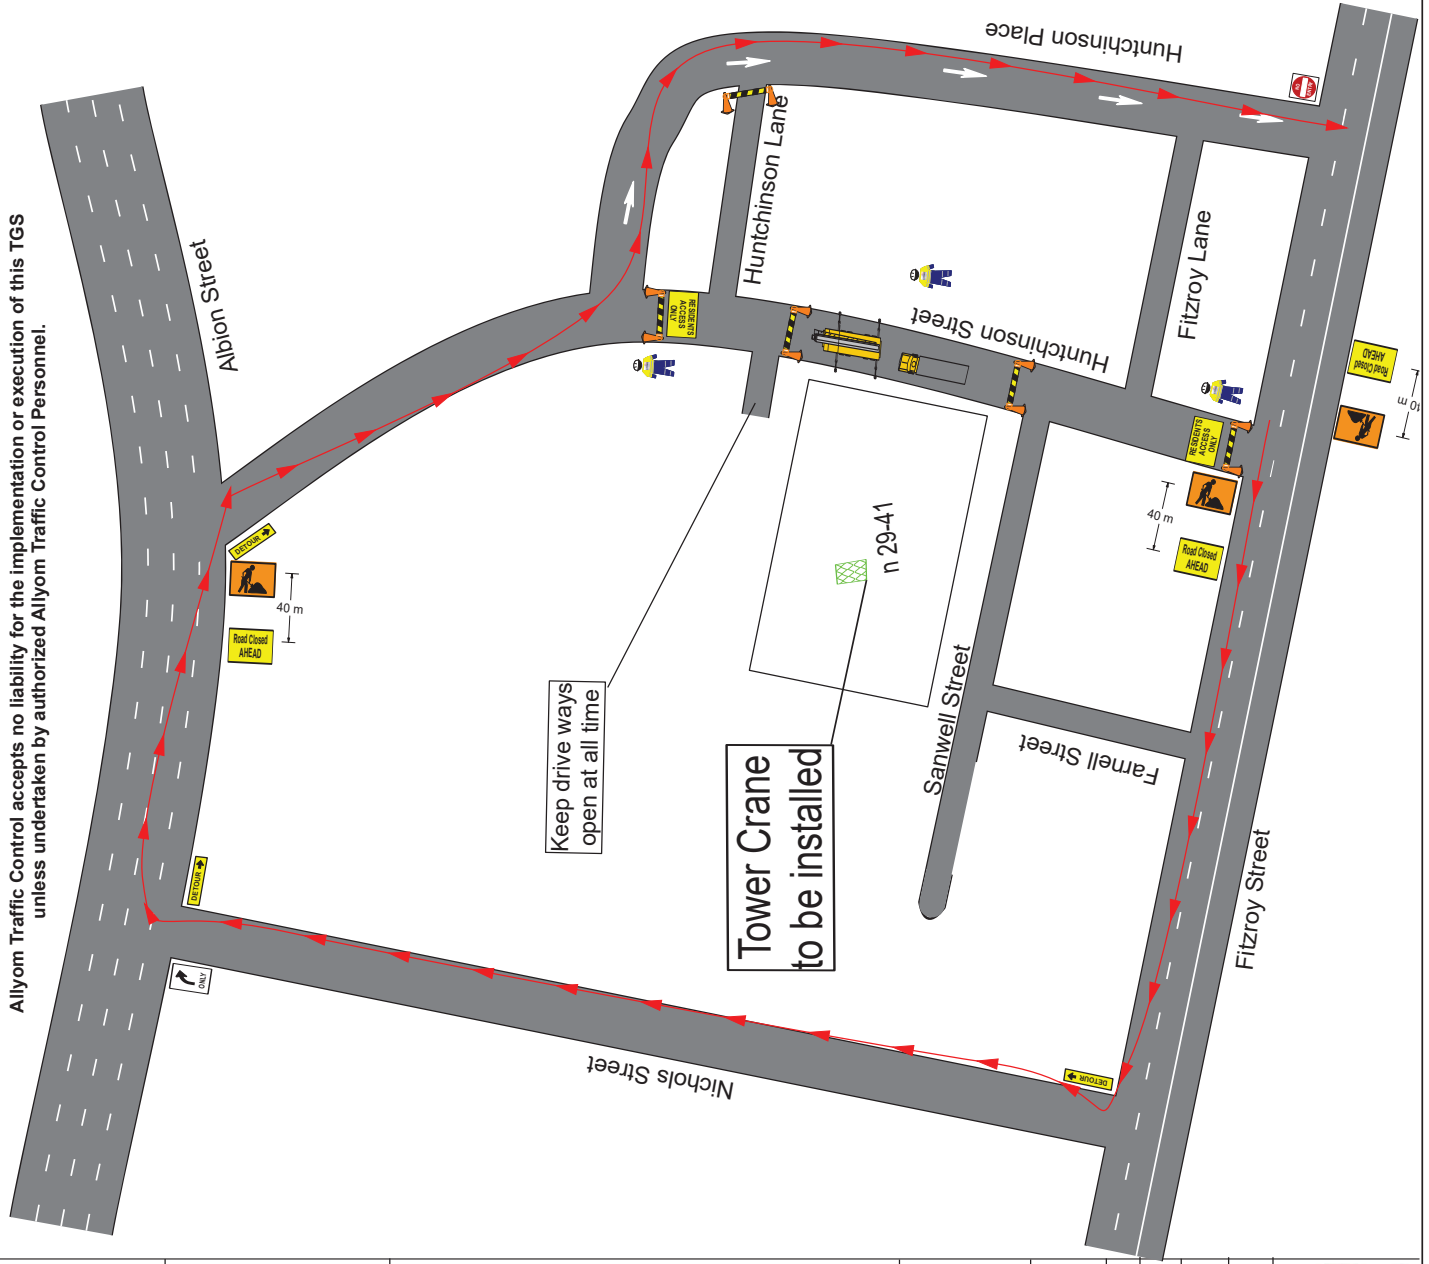 Allyom Traffic Control accepts no liability for the implementation or execution of this TGS
unless undertaken by authorized Allyom Traffic Control Personnel.
Albion Street
Huntchinson Place
Huntchinson Lane
Huntchinson Street
Fitzroy Lane
Fitzroy Street
Farnell Street
Sanwell Street
Nichols Street
n 29-41
Keep drive ways
open at all time
Tower Crane
to be installed
DETOUR
40 m
Road Closed
AHEAD
DETOUR
ONLY
DETOUR
RESIDENTS
ACCESS
ONLY
RESIDENTS
ACCESS
ONLY
40 m
Road Closed
AHEAD
Road Closed
AHEAD
40 m
NO
ENTRY